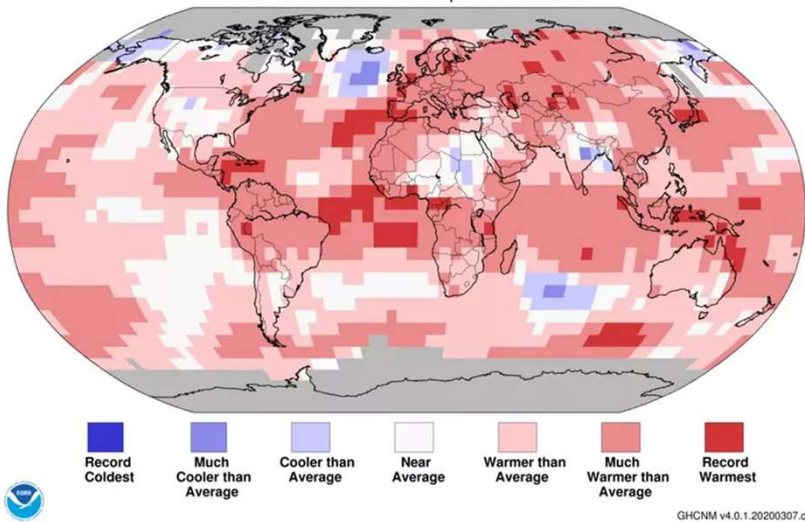 Record
Coldest
Much
Cooler than
Average
Cooler than
Average
Near
Average
Warmer than
Average
Much
Warmer than
Average
Record
Warmest
NOAA
GHCNM v4.0.1.20200307.c